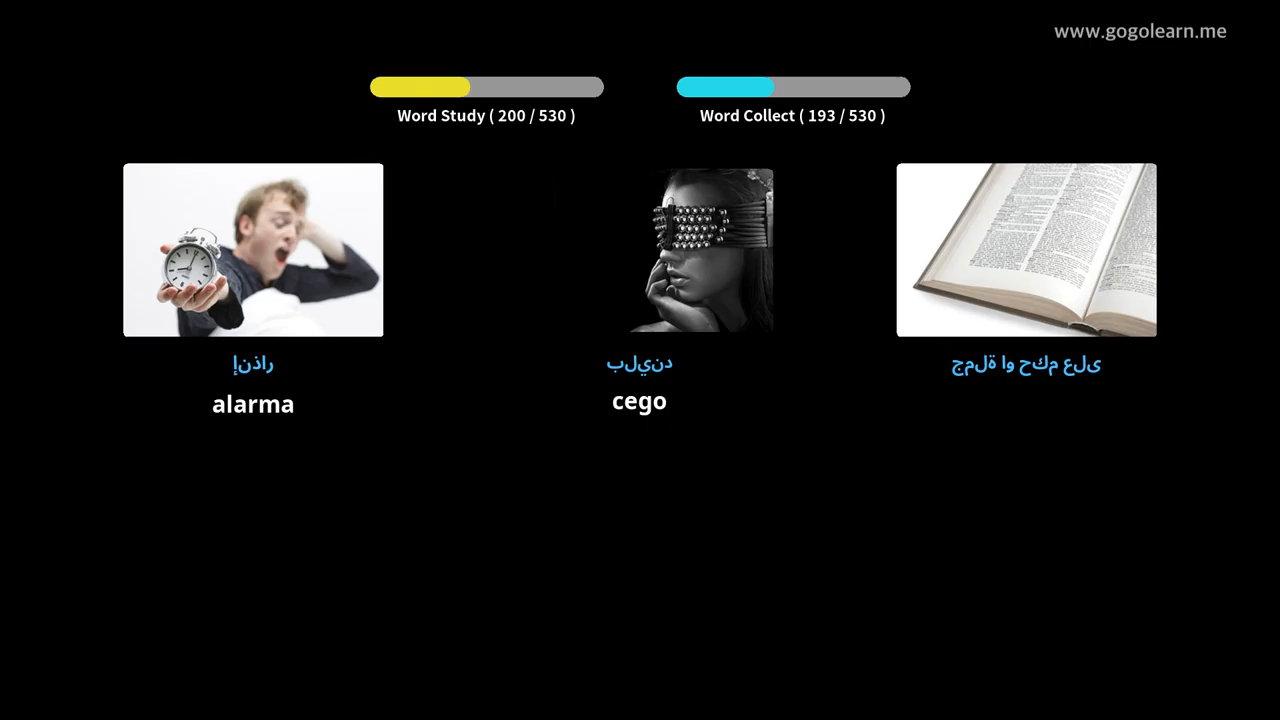 www.gogolearn.me
Word Study ( 200 / 530 )
Word Collect ( 193 / 530 )
إنذار
بليند
جملة او حكم على
alarma
cego